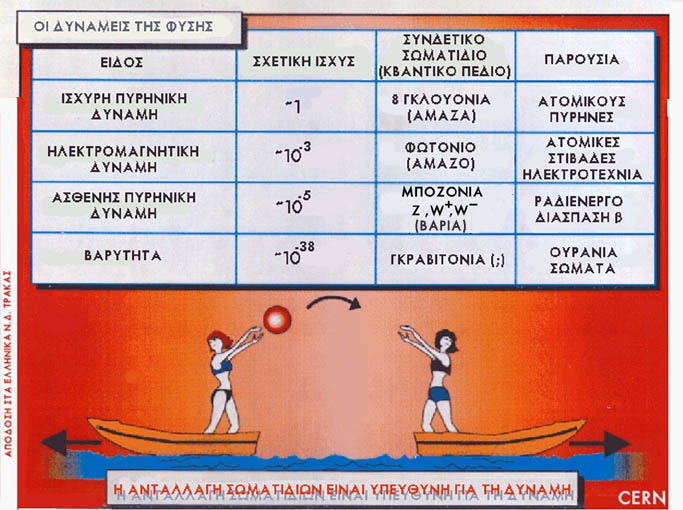 ΟΙ ΔΥΝΑΜΕΙΣ ΤΗΣ ΦΥΣΗΣ
ΕΙΔΟΣ
ΣΧΕΤΙΚΗ ΙΣΧΥΣ
ΣΥΝΔΕΤΙΚΟ
ΣΩΜΑΤΙΔΙΟ
(ΚΒΑΝΤΙΚΟ ΠΕΔΙΟ)
ΠΑΡΟΥΣΙΑ
ΙΣΧΥΡΗ ΠΥΡΗΝΙΚΗ
ΔΥΝΑΜΗ
~1
8 ΓΚΛΟΥΟΝΙΑ
(ΑΜΑΖΑ)
ΑΤΟΜΙΚΟΥΣ
ΠΥΡΗΝΕΣ
ΗΛΕΚΤΡΟΜΑΓΝΗΤΙΚΗ
ΔΥΝΑΜΗ
~10⁻³
ΦΩΤΟΝΙΟ
(ΑΜΑΖΟ)
ΑΤΟΜΙΚΕΣ
ΣΤΙΒΑΔΕΣ
ΗΛΕΚΤΡΟΤΕΧΝΙΑ
ΑΣΘΕΝΗΣ ΠΥΡΗΝΙΚΗ
ΔΥΝΑΜΗ
~10⁻⁵
ΜΠΟΖΟΝΙΑ
Z ,W⁺,W⁻
(ΒΑΡΙΑ)
ΡΑΔΙΕΝΕΡΓΟ
ΔΙΑΣΠΑΣΗ β
ΒΑΡΥΤΗΤΑ
~10⁻³⁸
ΓΚΡΑΒΙΤΟΝΙΑ (;)
ΟΥΡΑΝΙΑ
ΣΩΜΑΤΑ
ΑΠΟΔΟΣΗ ΣΤΑ ΕΛΛΗΝΙΚΑ Ν.Δ. ΤΡΑΚΑΣ
Η ΑΝΤΑΛΛΑΓΗ ΣΩΜΑΤΙΔΙΩΝ ΕΙΝΑΙ ΥΠΕΥΘΥΝΗ ΓΙΑ ΤΗ ΔΥΝΑΜΗ
CERN